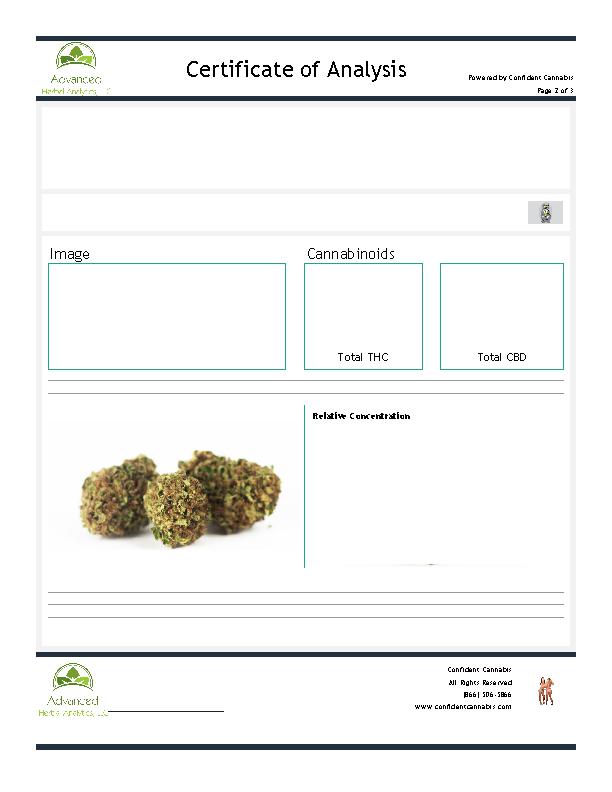 Advanced
Herbal Analytics, LLC
Certificate of Analysis
Powered by Confident Cannabis
Page 2 of 3
Image
Cannabinoids
Total THC
Total CBD
Relative Concentration
Advanced
Herbal Analytics, LLC
Confident Cannabis
All Rights Reserved
(866) 506-5866
www.confidentcannabis.com